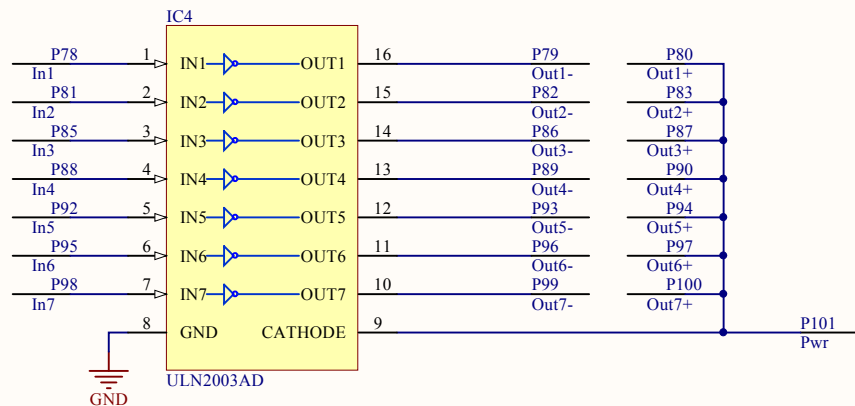 IC4
P78 1 IN1 OUT1 16 P79 P80
In1 Out1- Out1+
P81 2 IN2 OUT2 15 P82 P83
In2 Out2- Out2+
P85 3 IN3 OUT3 14 P86 P87
In3 Out3- Out3+
P88 4 IN4 OUT4 13 P89 P90
In4 Out4- Out4+
P92 5 IN5 OUT5 12 P93 P94
In5 Out5- Out5+
P95 6 IN6 OUT6 11 P96 P97
In6 Out6- Out6+
P98 7 IN7 OUT7 10 P99 P100
In7 Out7- Out7+
8 GND CATHODE 9 P101
Pwr
ULN2003AD
GND